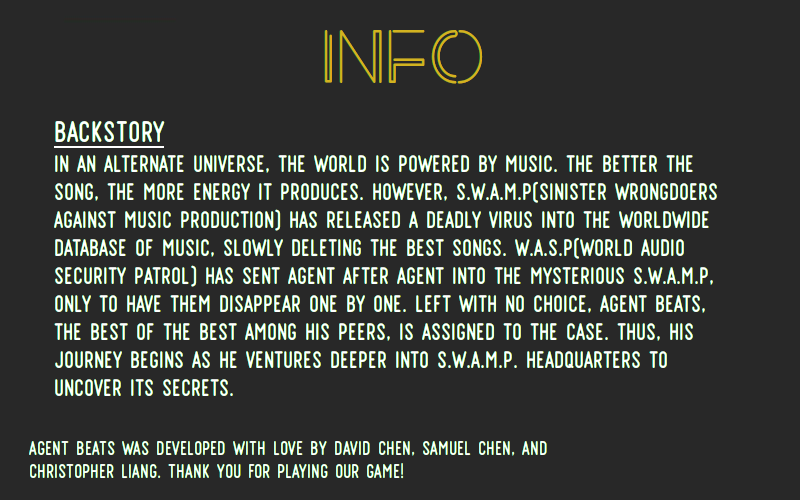 INFO
BACKSTORY
IN AN ALTERNATE UNIVERSE, THE WORLD IS POWERED BY MUSIC. THE BETTER THE
SONG, THE MORE ENERGY IT PRODUCES. HOWEVER, S.W.A.M.P(SINISTER WRONGDOERS
AGAINST MUSIC PRODUCTION) HAS RELEASED A DEADLY VIRUS INTO THE WORLDWIDE
DATABASE OF MUSIC, SLOWLY DELETING THE BEST SONGS. W.A.S.P(WORLD AUDIO
SECURITY PATROL) HAS SENT AGENT AFTER AGENT INTO THE MYSTERIOUS S.W.A.M.P,
ONLY TO HAVE THEM DISAPPEAR ONE BY ONE. LEFT WITH NO CHOICE, AGENT BEATS,
THE BEST OF THE BEST AMONG HIS PEERS, IS ASSIGNED TO THE CASE. THUS, HIS
JOURNEY BEGINS AS HE VENTURES DEEPER INTO S.W.A.M.P. HEADQUARTERS TO
UNCOVER ITS SECRETS.
AGENT BEATS WAS DEVELOPED WITH LOVE BY DAVID CHEN, SAMUEL CHEN, AND
CHRISTOPHER LIANG. THANK YOU FOR PLAYING OUR GAME!